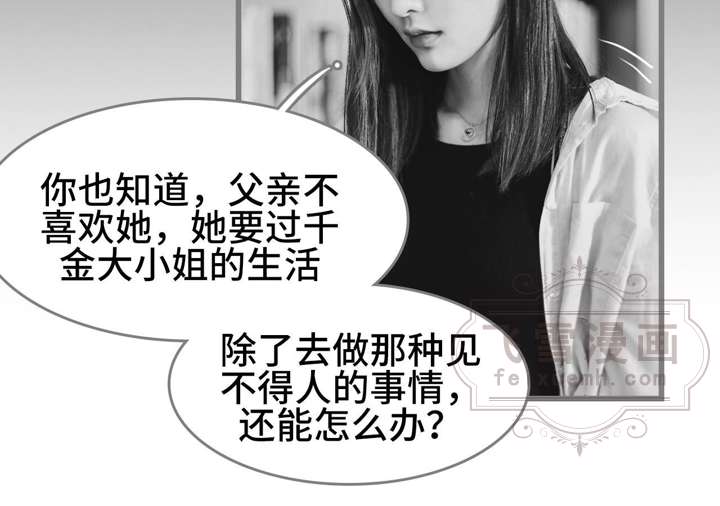 你也知道，父亲不
喜欢她，她要过千
金大小姐的生活
除了去做那种见
不得人的事情，
还能怎么办？
飞雪漫画